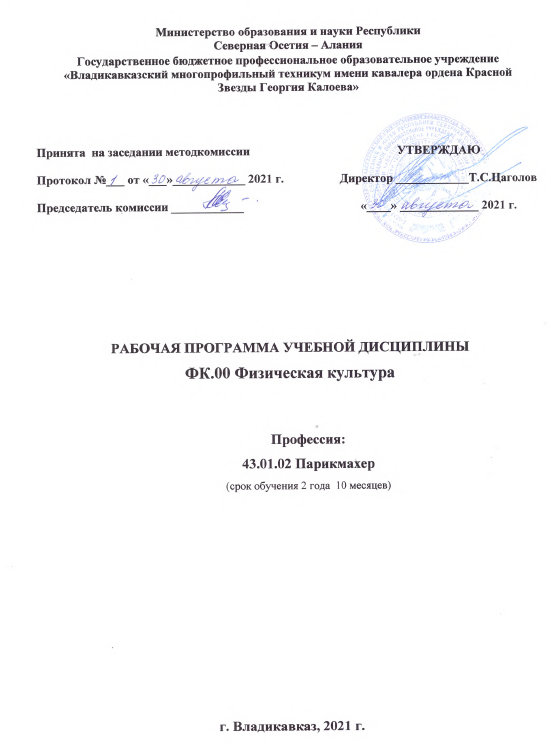 Министерство образования и науки Республики
Северная Осетия – Алания
Государственное бюджетное профессиональное образовательное учреждение
«Владикавказский многопрофильный техникум имени кавалера ордена Красной
Звезды Георгия Калоева»
Принята на заседании методкомиссии
УТВЕРЖДАЮ
Протокол № 1 от «30» августа 2021 г.
Директор Т.С.Цаголов
Председатель комиссии
«30» августа 2021 г.
РАБОЧАЯ ПРОГРАММА УЧЕБНОЙ ДИСЦИПЛИНЫ
ФК.00 Физическая культура
Профессия:
43.01.02 Парикмахер
(срок обучения 2 года 10 месяцев)
г. Владикавказ, 2021 г.